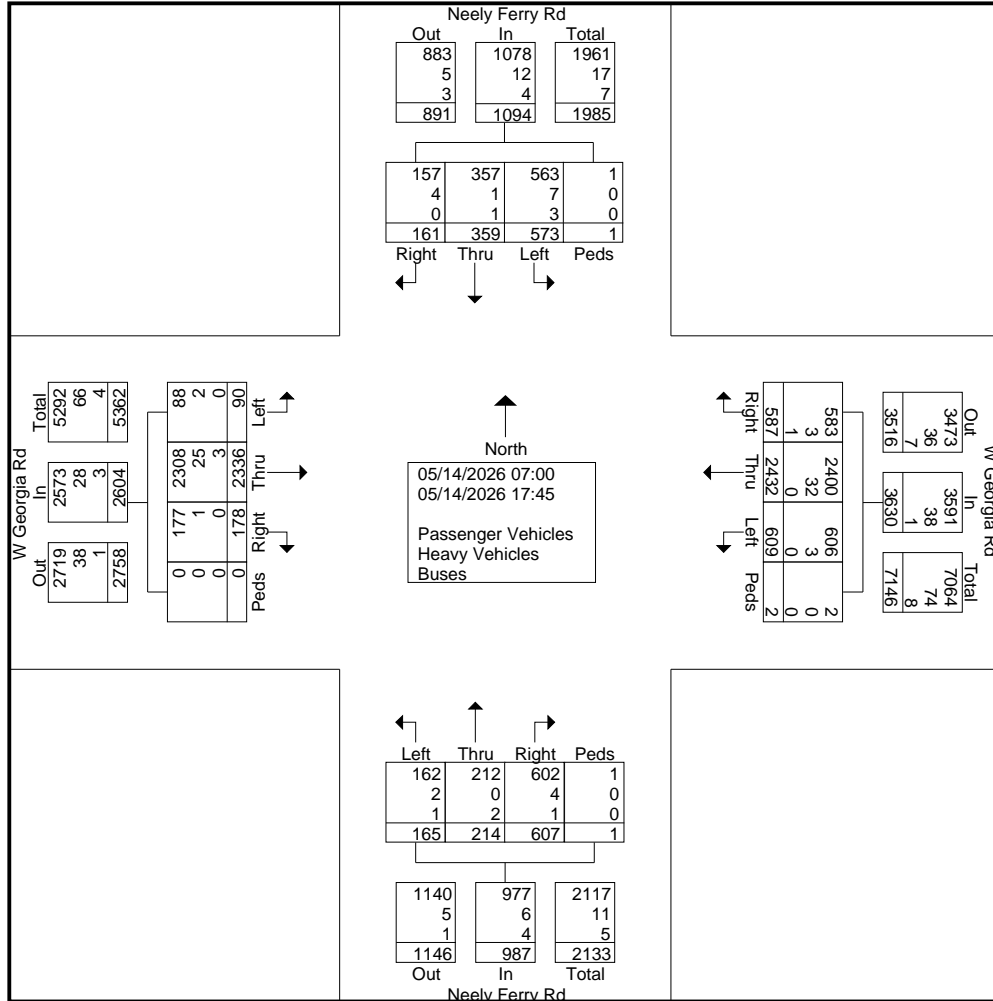 Neely Ferry Rd
Out In Total
883 1078 1961
5 12 17
3 4 7
891 1094 1985
157 357 563 1
4 1 7 0
0 1 3 0
161 359 573 1
Right Thru Left Peds
W Georgia Rd
Total In Out
5292 66 4 5362
2573 28 3 2604
2719 38 1 2758
88 2 0 90 Left
2308 25 3 2336 Thru
177 1 0 178 Right
0 0 0 0 Peds
North
05/14/2026 07:00
05/14/2026 17:45
Passenger Vehicles
Heavy Vehicles
Buses
Right 587 1 3 583
Thru 2432 0 32 2400
Left 609 0 3 606
Peds 2 0 0 2
W Georgia Rd
Out In Total
3516 7 36 3473
3630 1 38 3591
7146 8 74 7064
Left Thru Right Peds
162 212 602 1
2 0 4 0
1 2 1 0
165 214 607 1
1140 977 2117
5 6 11
1 4 5
1146 987 2133
Out In Total
Neely Ferry Rd